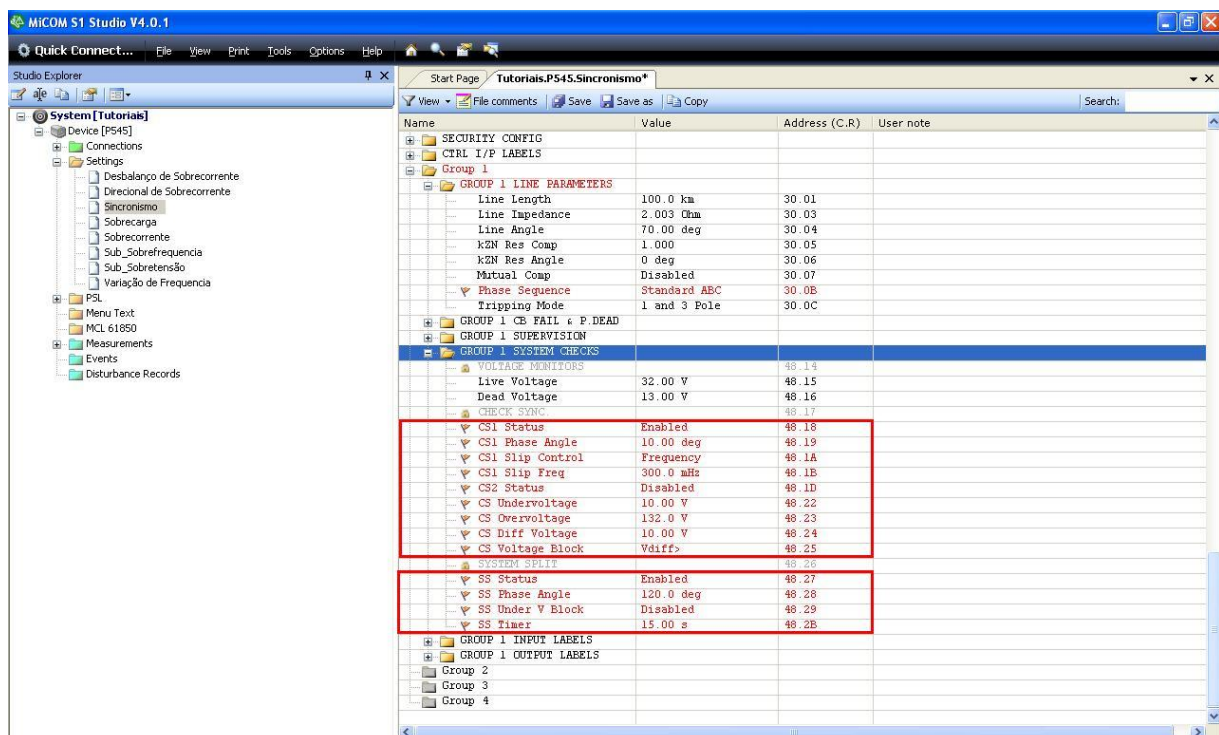 MiCOM S1 Studio V4.0.1
Quick Connect... File View Print Tools Options Help
Studio Explorer
System [Tutoriais]
Device [P545]
Connections
Settings
Desbalanço de Sobrecorrente
Direcional de Sobrecorrente
Sincronismo
Sobrecarga
Sobrecorrente
Sub_Sobrefrequencia
Sub_Sobretensão
Variação de Frequencia
PSL
Menu Text
MCL 61850
Measurements
Events
Disturbance Records
Start Page Tutoriais.P545.Sincronismo*
View File comments Save Save as Copy Search:
Name Value Address (C.R) User note
SECURITY CONFIG
CTRL I/P LABELS
Group 1
GROUP 1 LINE PARAMETERS
Line Length 100.0 km 30.01
Line Impedance 2.003 Ohm 30.03
Line Angle 70.00 deg 30.04
kZN Res Comp 1.000 30.05
kZN Res Angle 0 deg 30.06
Mutual Comp Disabled 30.07
Phase Sequence Standard ABC 30.0B
Tripping Mode 1 and 3 Pole 30.0C
GROUP 1 CB FAIL & P.DEAD
GROUP 1 SUPERVISION
GROUP 1 SYSTEM CHECKS
VOLTAGE MONITORS 48.14
Live Voltage 32.00 V 48.15
Dead Voltage 13.00 V 48.16
CHECK SYNC. 48.17
CS1 Status Enabled 48.18
CS1 Phase Angle 10.00 deg 48.19
CS1 Slip Control Frequency 48.1A
CS1 Slip Freq 300.0 mHz 48.1B
CS2 Status Disabled 48.1D
CS Undervoltage 10.00 V 48.22
CS Overvoltage 132.0 V 48.23
CS Diff Voltage 10.00 V 48.24
CS Voltage Block Vdiff> 48.25
SYSTEM SPLIT 48.26
SS Status Enabled 48.27
SS Phase Angle 120.0 deg 48.28
SS Under V Block Disabled 48.29
SS Timer 15.00 s 48.2B
GROUP 1 INPUT LABELS
GROUP 1 OUTPUT LABELS
Group 2
Group 3
Group 4